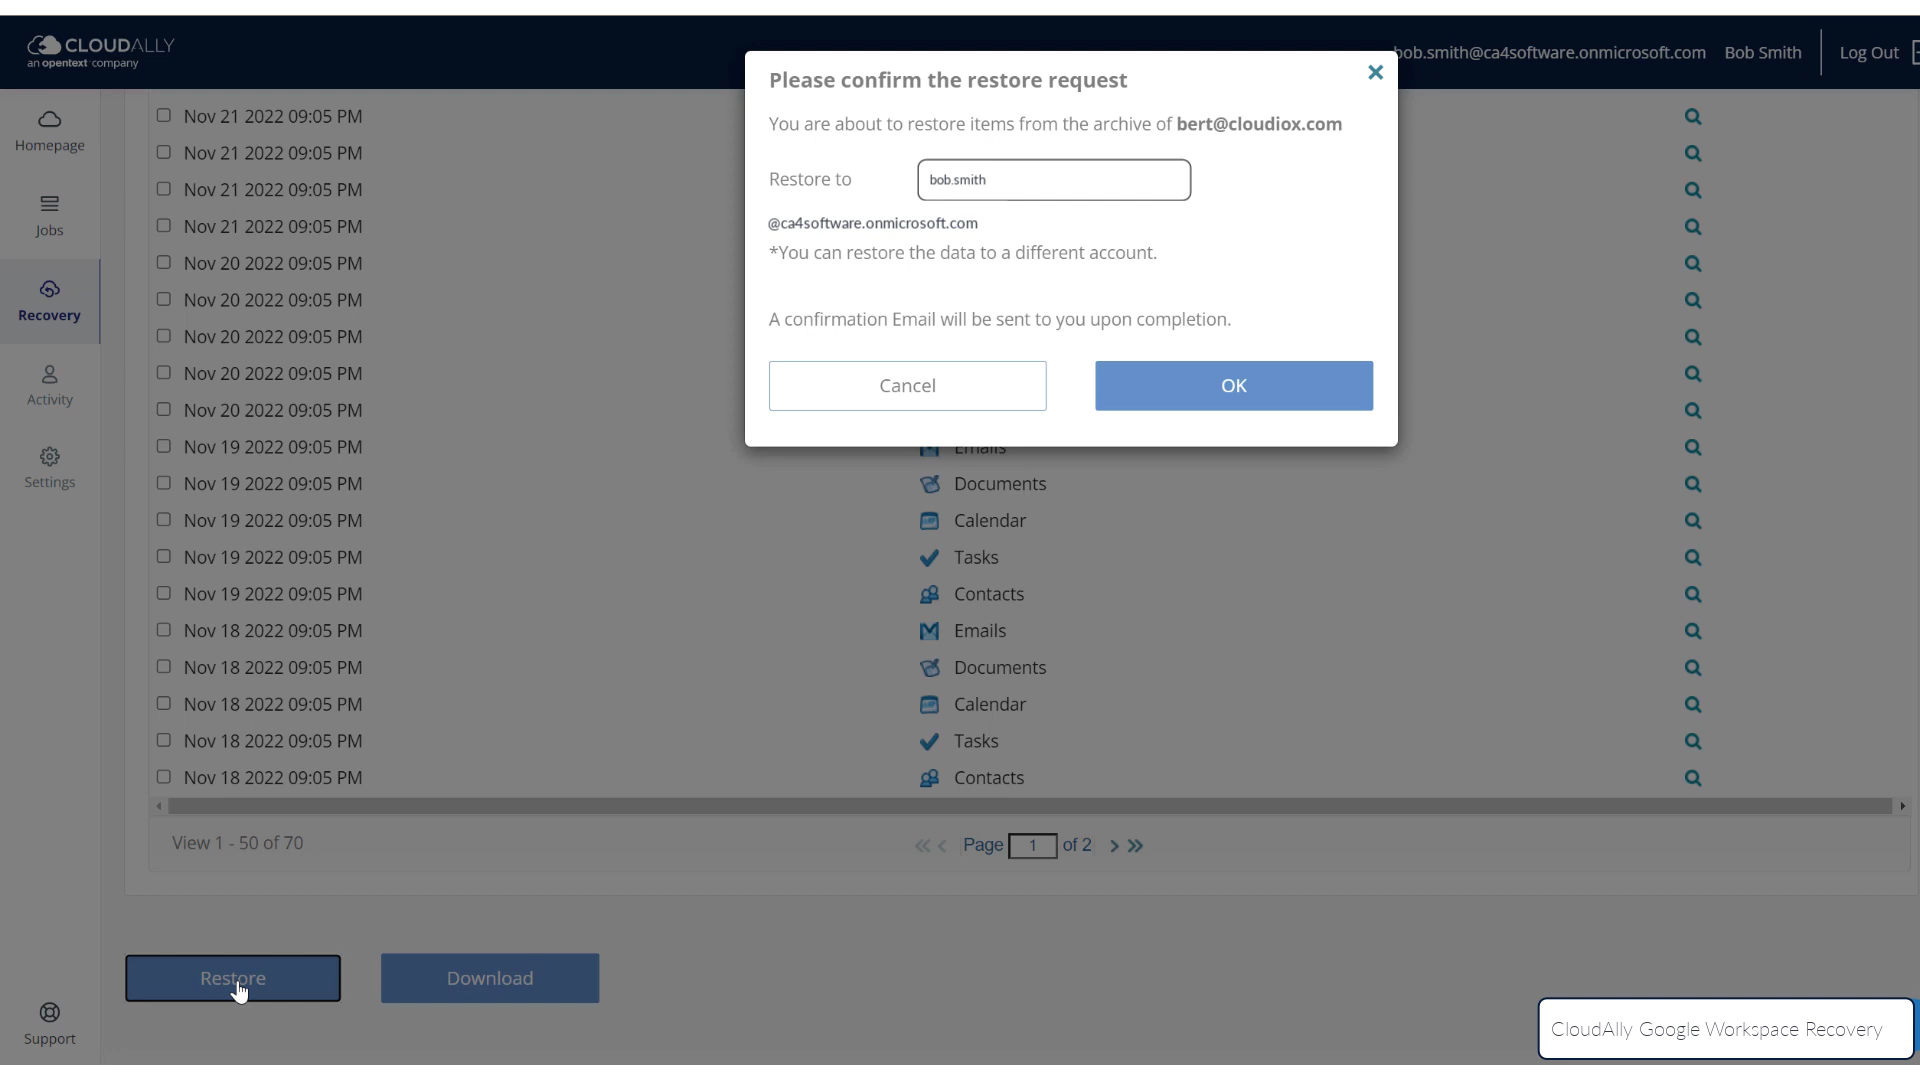 CLOUDALLY
an opentext company
bob.smith@ca4software.onmicrosoft.com Bob Smith Log Out
Please confirm the restore request
You are about to restore items from the archive of bert@cloudiox.com
Restore to bob.smith
@ca4software.onmicrosoft.com
*You can restore the data to a different account.
A confirmation Email will be sent to you upon completion.
Cancel OK
Homepage
Jobs
Recovery
Activity
Settings
Support
Nov 21 2022 09:05 PM
Nov 21 2022 09:05 PM
Nov 21 2022 09:05 PM
Nov 21 2022 09:05 PM
Nov 20 2022 09:05 PM
Nov 20 2022 09:05 PM
Nov 20 2022 09:05 PM
Nov 20 2022 09:05 PM
Nov 20 2022 09:05 PM
Nov 19 2022 09:05 PM Emails
Nov 19 2022 09:05 PM Documents
Nov 19 2022 09:05 PM Calendar
Nov 19 2022 09:05 PM Tasks
Nov 19 2022 09:05 PM Contacts
Nov 18 2022 09:05 PM Emails
Nov 18 2022 09:05 PM Documents
Nov 18 2022 09:05 PM Calendar
Nov 18 2022 09:05 PM Tasks
Nov 18 2022 09:05 PM Contacts
View 1 - 50 of 70 Page 1 of 2
Restore Download
CloudAlly Google Workspace Recovery